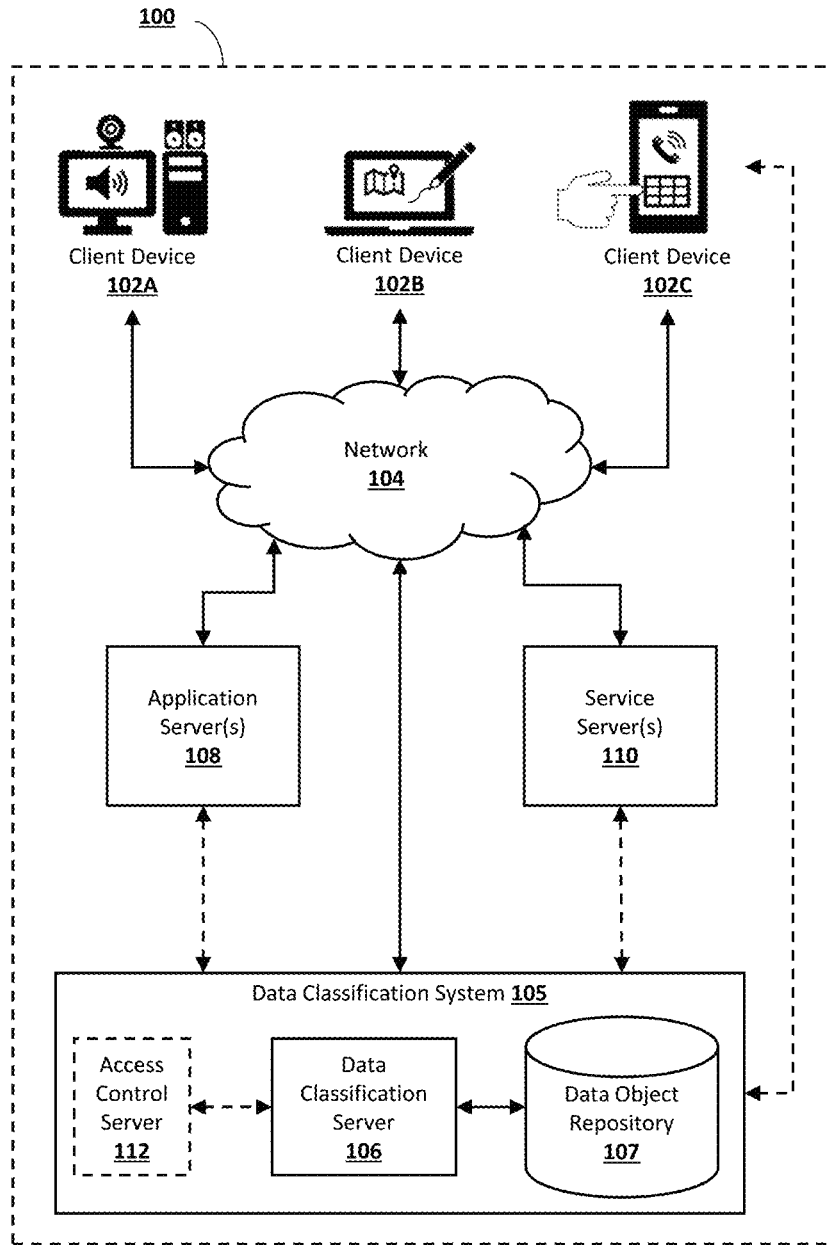 100
Client Device
102A
Client Device
102B
Client Device
102C
Network
104
Application
Server(s)
108
Service
Server(s)
110
Data Classification System 105
Access
Control
Server
112
Data
Classification
Server
106
Data Object
Repository
107